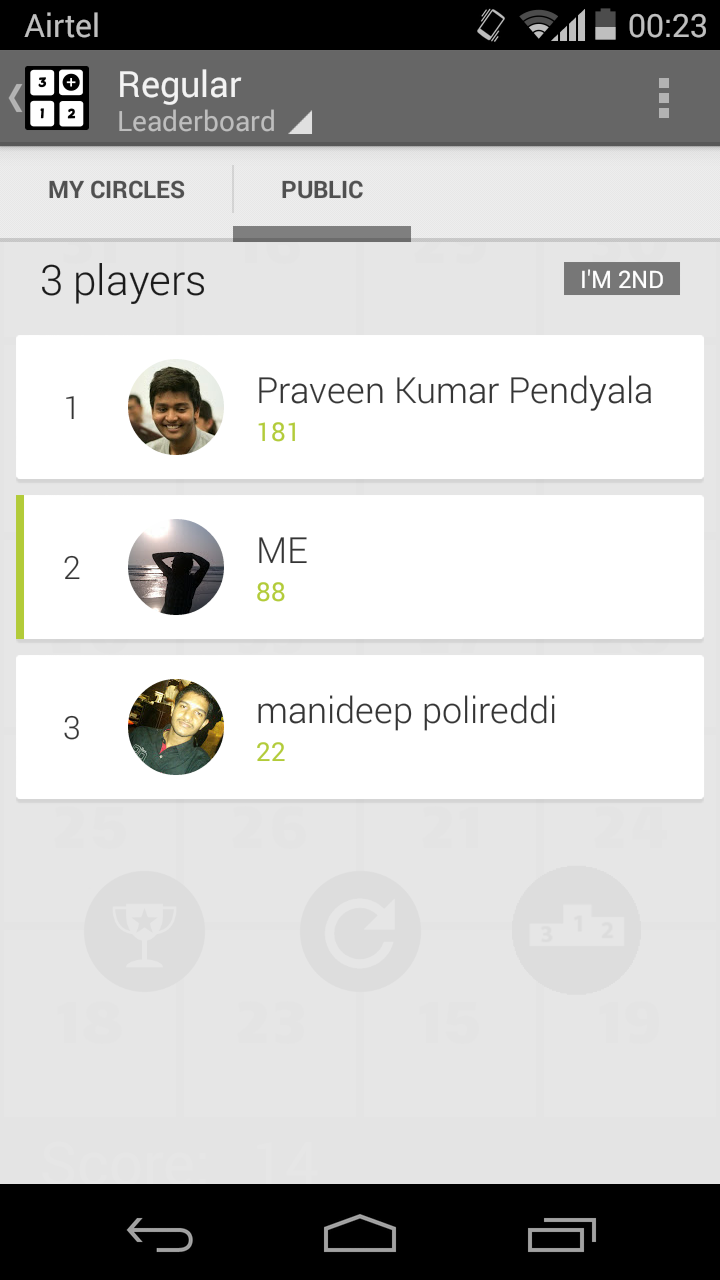 Airtel 00:23
3
1 2
Regular
Leaderboard
MY CIRCLES PUBLIC
3 players I'M 2ND
1 Praveen Kumar Pendyala
181
2 ME
88
3 manideep polireddi
22
25 26 21 24
3 1 2
18 23 15 19
Score: 14